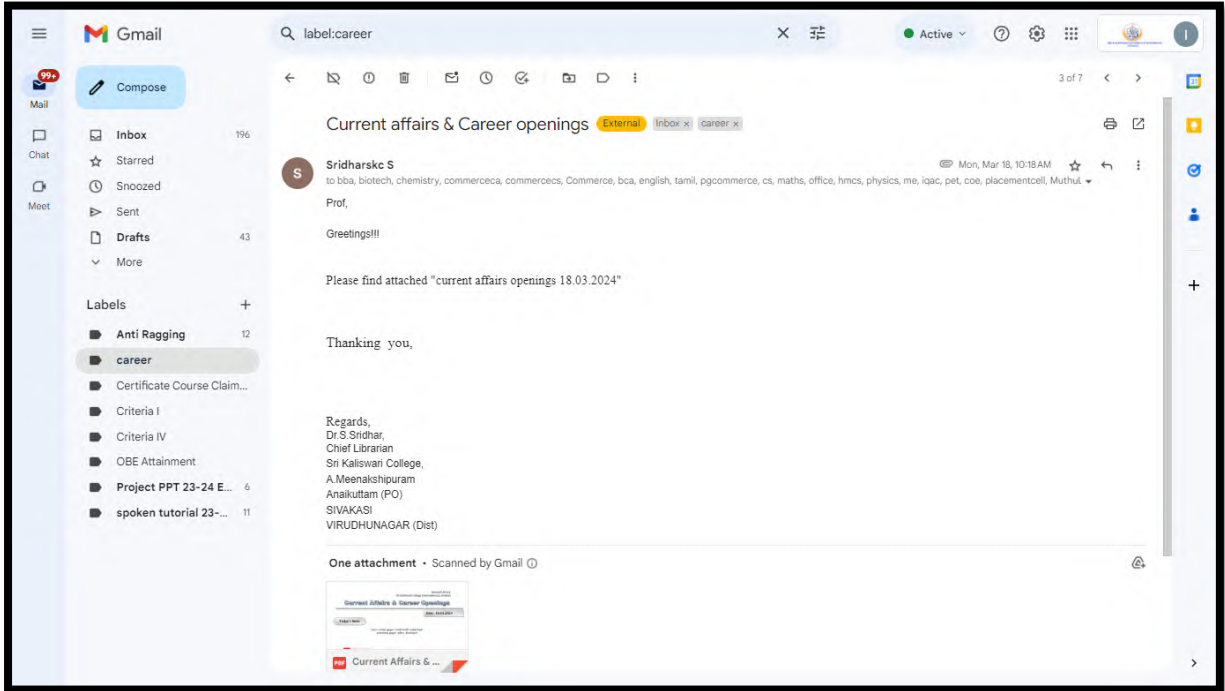 Gmail
label:career
Active
I
99+
Mail
Chat
Meet
Compose
Inbox 196
Starred
Snoozed
Sent
Drafts 43
More
Labels
Anti Ragging 12
career
Certificate Course Claim...
Criteria I
Criteria IV
OBE Attainment
Project PPT 23-24 E... 6
spoken tutorial 23-... 11
3 of 7
Current affairs & Career openings External Inbox x career x
S
Sridharskc S Mon, Mar 18, 10:18 AM
to bba, biotech, chemistry, commerceca, commercecs, Commerce, bca, english, tamil, pgcommerce, cs, maths, office, hmcs, physics, me, iqac, pet, coe, placementcell, Muthul.
Prof,
Greetings!!!
Please find attached "current affairs openings 18.03.2024"
Thanking you,
Regards,
Dr.S.Sridhar,
Chief Librarian
Sri Kaliswari College,
A.Meenakshipuram
Anaikuttam (PO)
SIVAKASI
VIRUDHUNAGAR (Dist)
One attachment • Scanned by Gmail
Current Affairs & Career Openings
PDF Current Affairs & ...
31